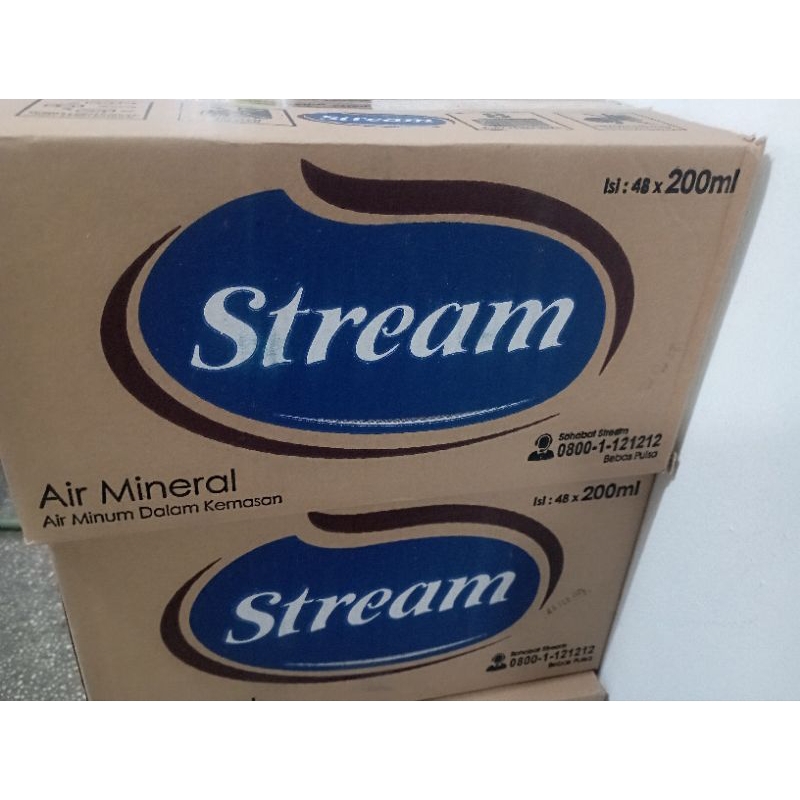 Stream
Isi : 48 x 200ml
Stream
Sahabat Stream
0800-1-121212
Bebas Pulsa
Air Mineral
Air Minum Dalam Kemasan
Isi : 48 x 200ml
Stream
Sahabat Stream
0800-1-121212
Bebas Pulsa